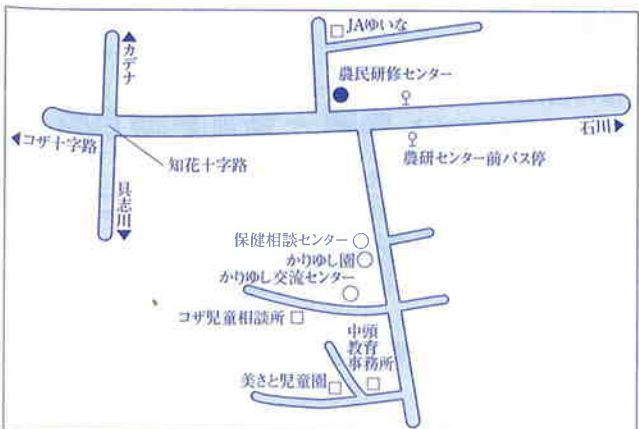 JAゆいな
カデナ
農民研修センター
コザ十字路
石川
知花十字路
農研センター前バス停
具志川
保健相談センター
かりゆし園
かりゆし交流センター
コザ児童相談所
中頭
教育
事務所
美さと児童園